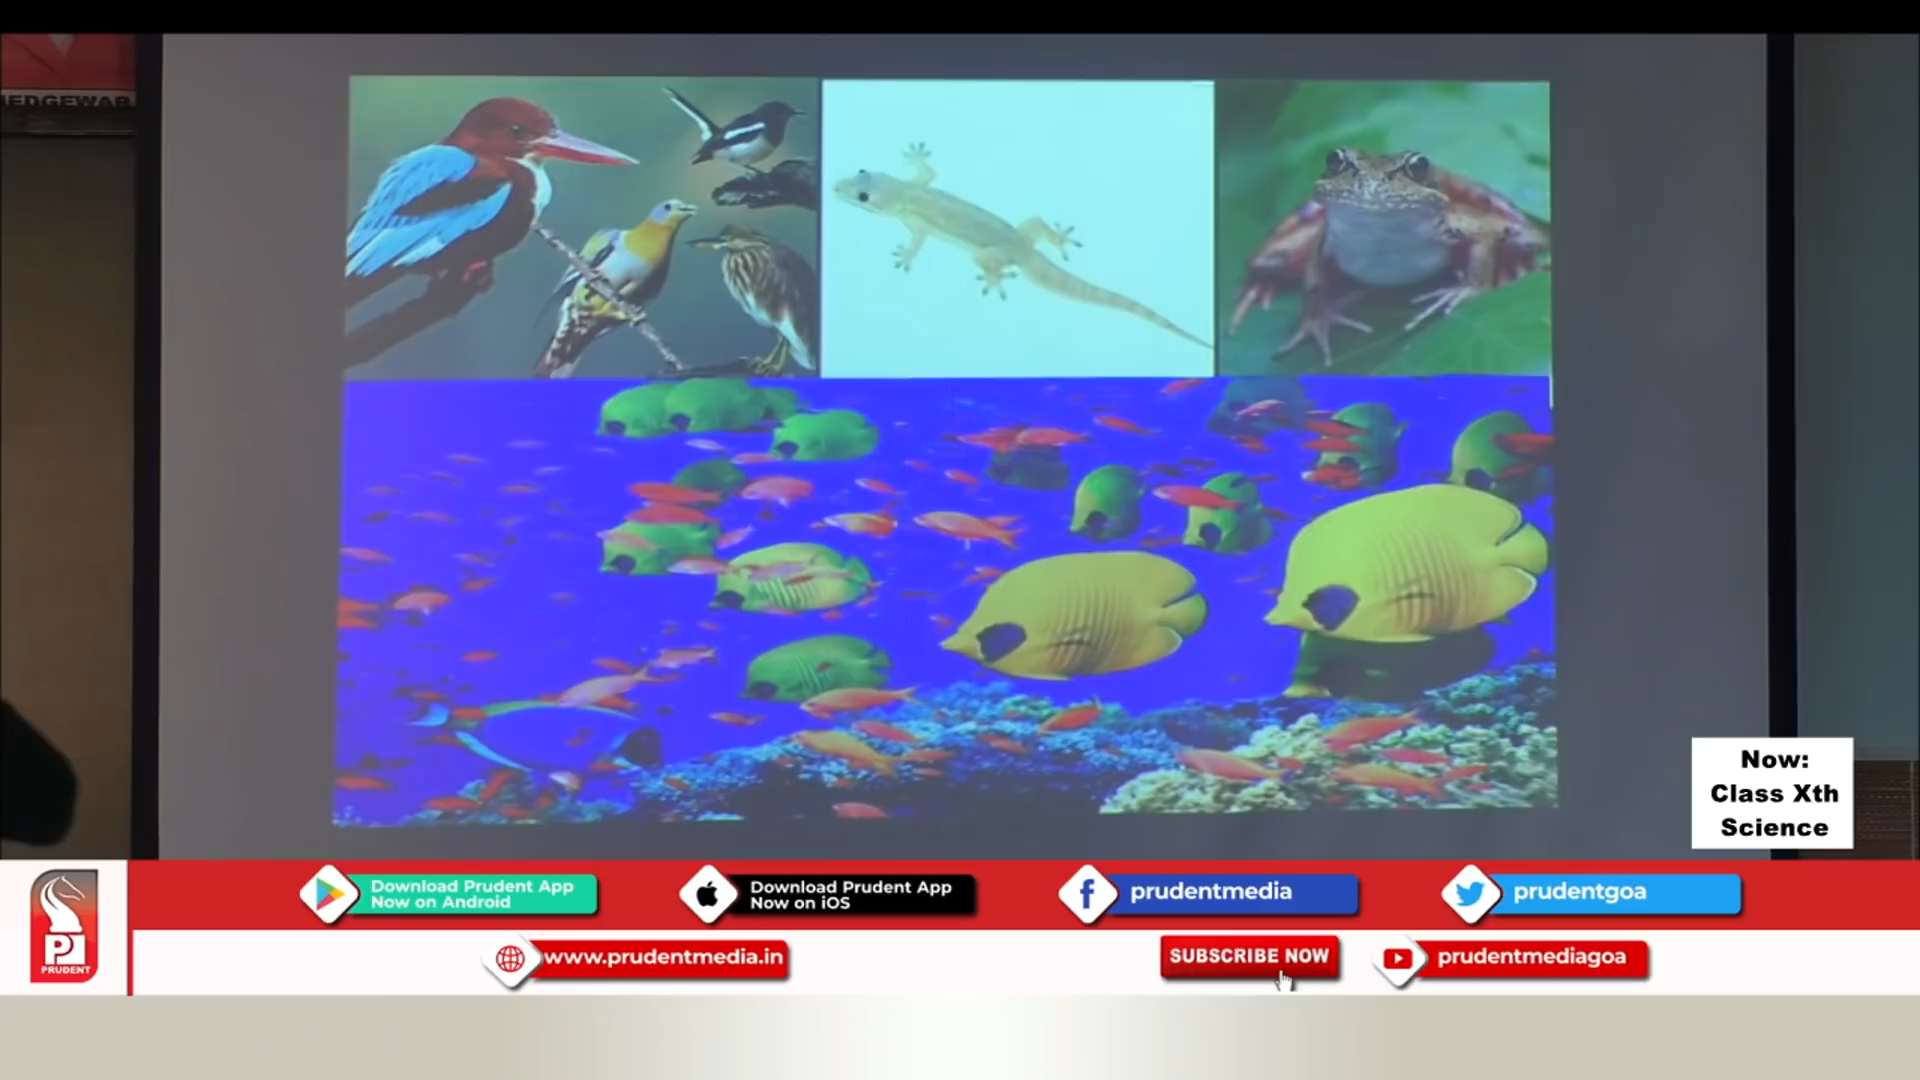 EDGEWAR
Now:
Class Xth
Science
Download Prudent App
Now on Android
Download Prudent App
Now on iOS
prudentmedia
prudentgoa
PRUDENT
www.prudentmedia.in
SUBSCRIBE NOW
prudentmediagoa